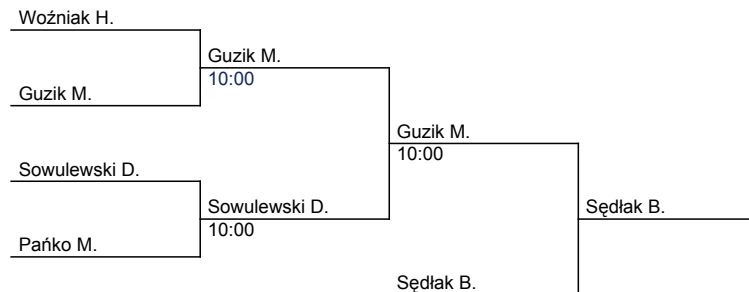 Woźniak H.
Guzik M.
10:00
Guzik M.
Guzik M.
10:00
Sowulewski D.
Sowulewski D.
10:00
Sędłak B.
Pańko M.
Sędłak B.